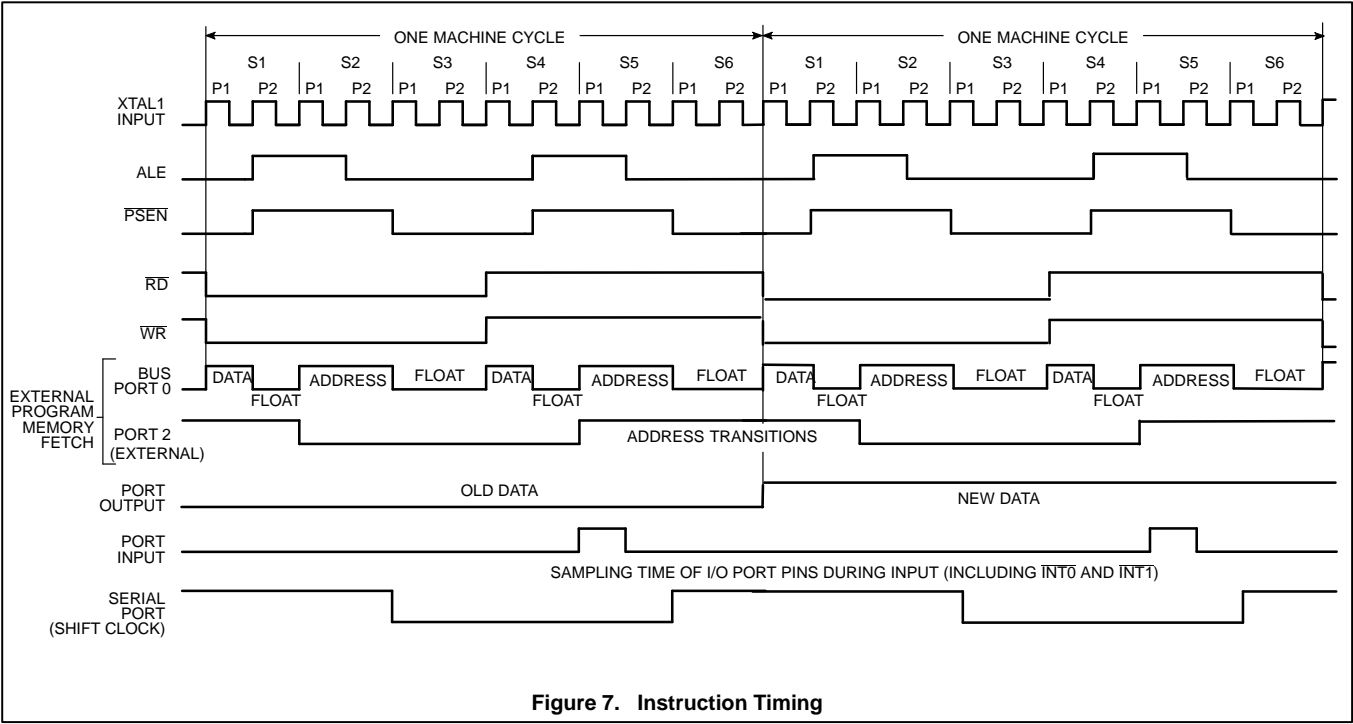 ONE MACHINE CYCLE ONE MACHINE CYCLE
S1 S2 S3 S4 S5 S6 S1 S2 S3 S4 S5 S6
P1 P2 P1 P2 P1 P2 P1 P2 P1 P2 P1 P2 P1 P2 P1 P2 P1 P2 P1 P2 P1 P2 P1 P2
XTAL1
INPUT
ALE
PSEN
RD
WR
EXTERNAL
PROGRAM
MEMORY
FETCH
BUS
PORT 0
DATA ADDRESS FLOAT DATA ADDRESS FLOAT DATA ADDRESS FLOAT DATA ADDRESS FLOAT
FLOAT FLOAT FLOAT FLOAT
PORT 2
(EXTERNAL)
ADDRESS TRANSITIONS
PORT
OUTPUT
OLD DATA NEW DATA
PORT
INPUT
SAMPLING TIME OF I/O PORT PINS DURING INPUT (INCLUDING INT0 AND INT1)
SERIAL
PORT
(SHIFT CLOCK)
Figure 7. Instruction Timing